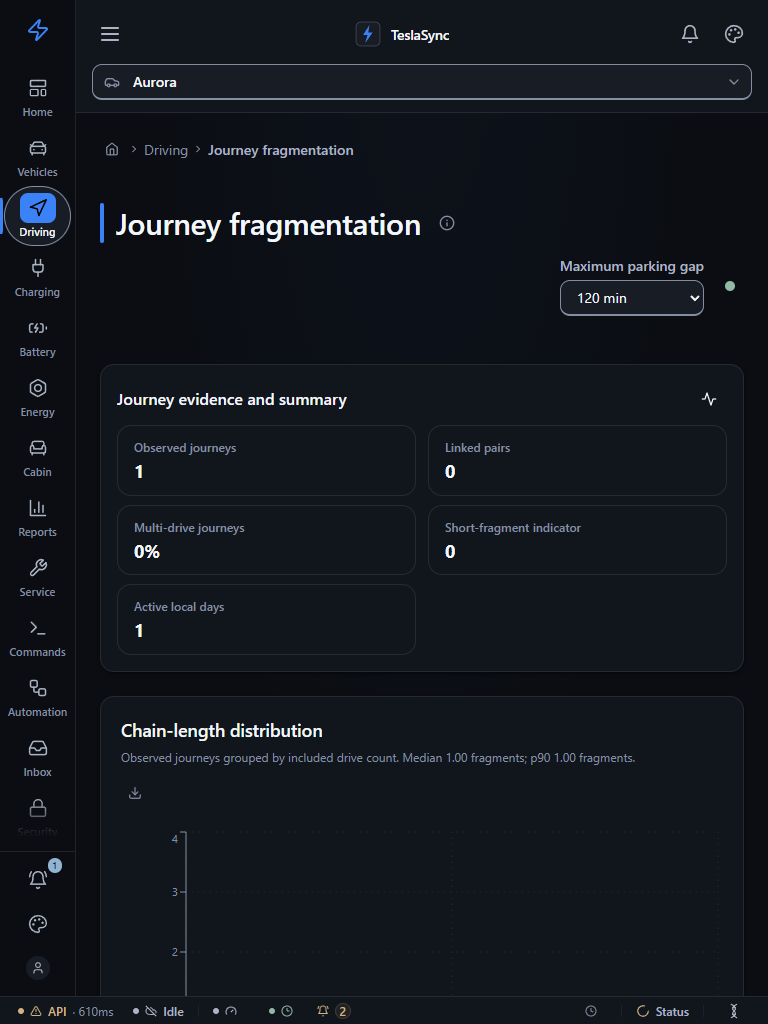 TeslaSync
Aurora
Home
Vehicles
Driving
Charging
Battery
Energy
Cabin
Reports
Service
Commands
Automation
Inbox
Security
1
Driving
Journey fragmentation
Journey fragmentation
Maximum parking gap
120 min
Journey evidence and summary
Observed journeys
1
Linked pairs
0
Multi-drive journeys
0%
Short-fragment indicator
0
Active local days
1
Chain-length distribution
Observed journeys grouped by included drive count. Median 1.00 fragments; p90 1.00 fragments.
4
3
2
API · 610ms
Idle
2
Status